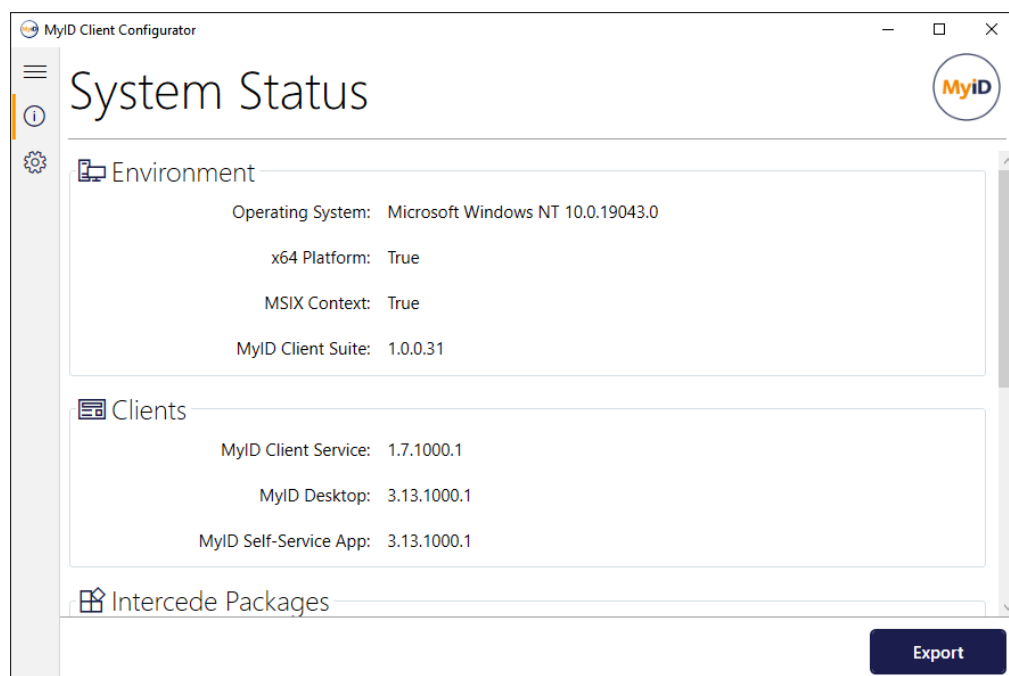 MyID Client Configurator
System Status
MyiD
Environment
Operating System: Microsoft Windows NT 10.0.19043.0
x64 Platform: True
MSIX Context: True
MyID Client Suite: 1.0.0.31
Clients
MyID Client Service: 1.7.1000.1
MyID Desktop: 3.13.1000.1
MyID Self-Service App: 3.13.1000.1
Intercede Packages
Export